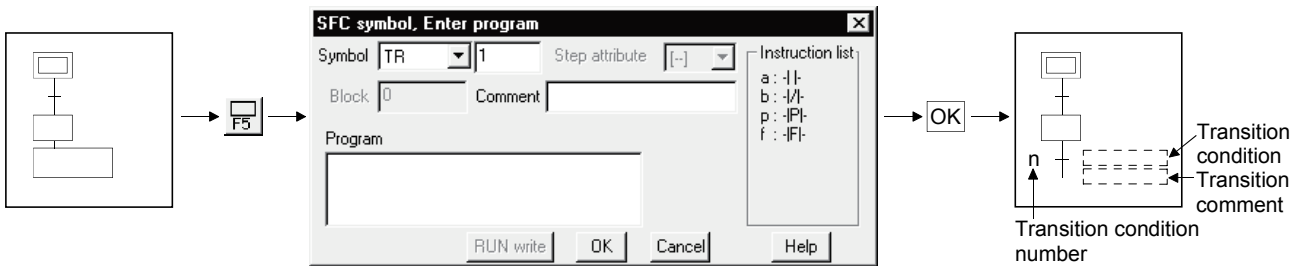 F5
SFC symbol, Enter program
Symbol TR 1 Step attribute [--]
Block 0 Comment
Program
Instruction list
a : -| |-
b : -|/|-
p : -|P|-
f : -|F|-
RUN write OK Cancel Help
OK
n
Transition
condition
Transition
comment
Transition condition
number